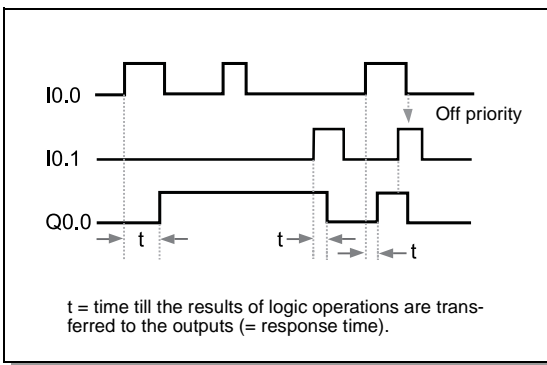 I0.0
Off priority
I0.1
Q0.0
t t t
t = time till the results of logic operations are trans-
ferred to the outputs (= response time).